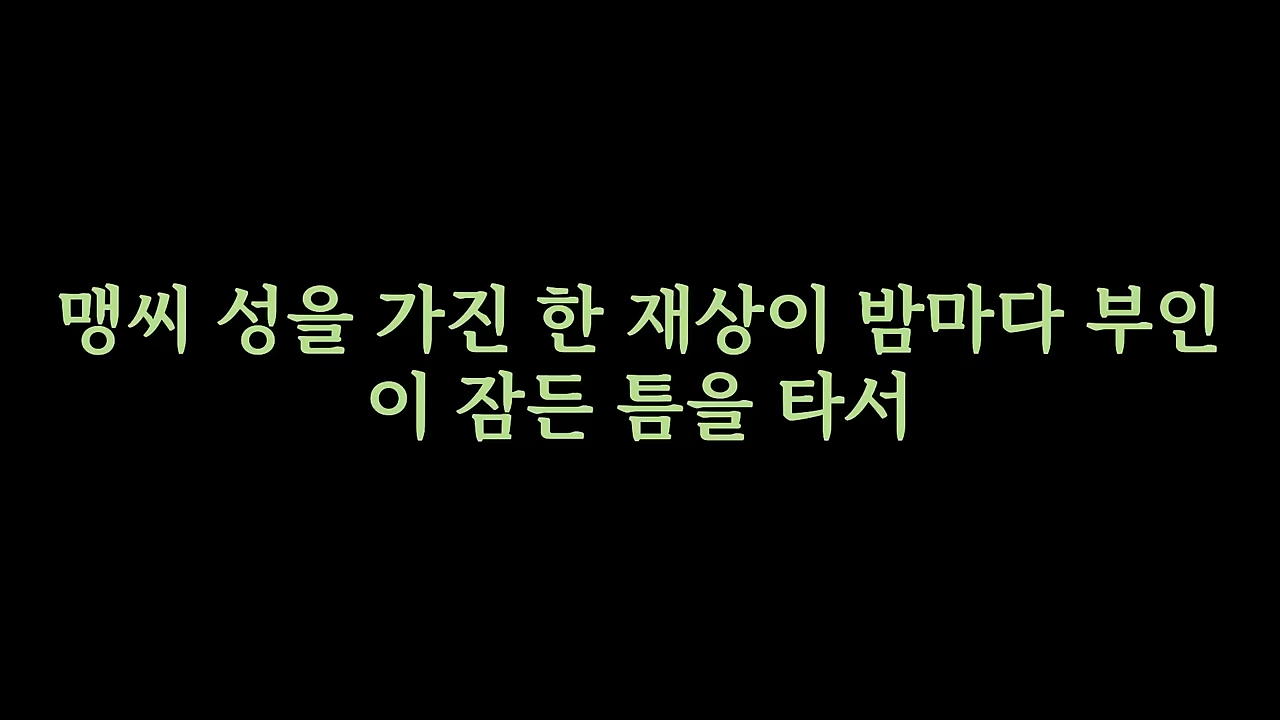 맹씨 성을 가진 한 재상이 밤마다 부인
이 잠든 틈을 타서